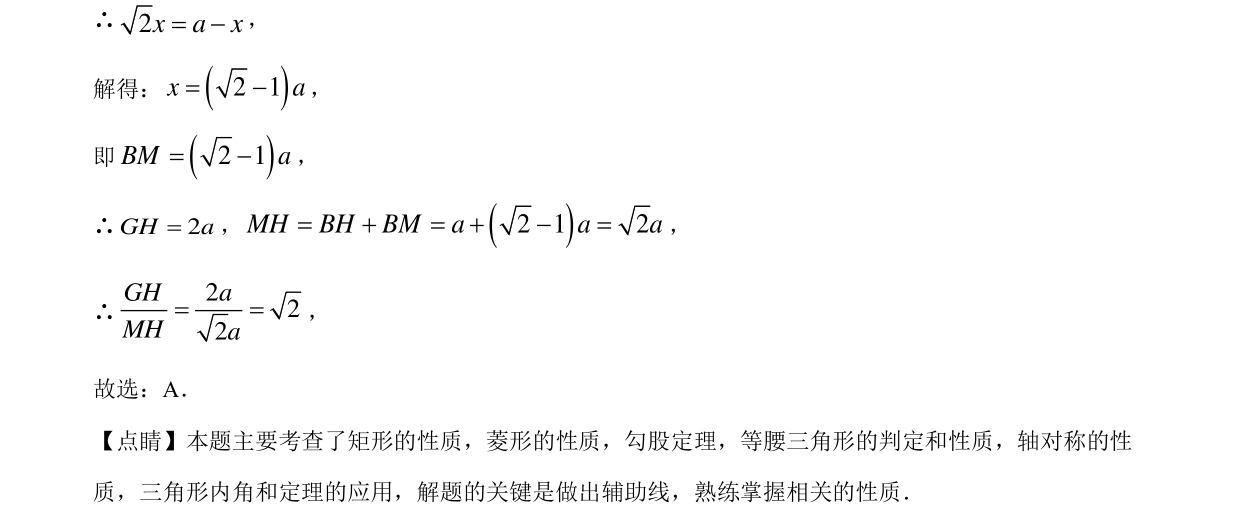 ∴√2x=a−x，
解得：x=(√2−1)a，
即BM=(√2−1)a，
∴GH=2a，MH=BH+BM=a+(√2−1)a=√2a，
∴GH/MH=2a/√2a=√2，
故选：A．
【点睛】本题主要考查了矩形的性质，菱形的性质，勾股定理，等腰三角形的判定和性质，轴对称的性
质，三角形内角和定理的应用，解题的关键是做出辅助线，熟练掌握相关的性质．